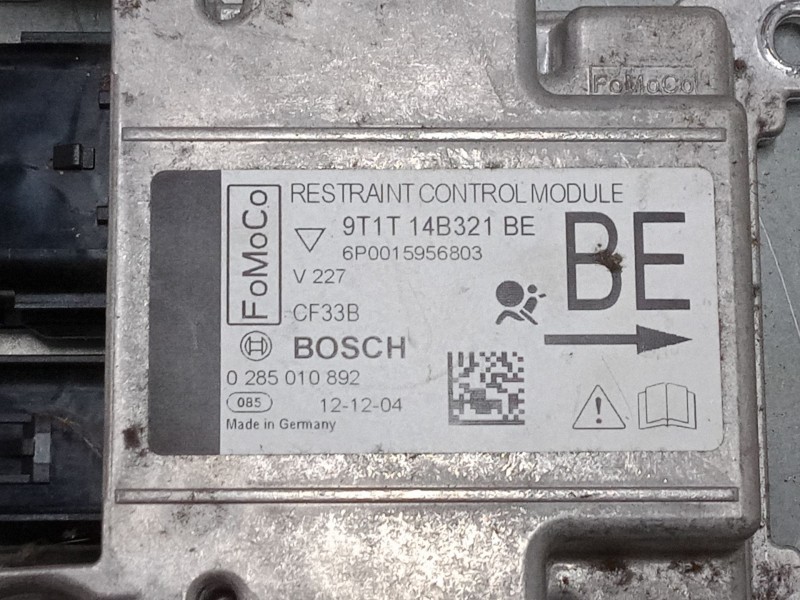 FoMoCo
FoMoCo
RESTRAINT CONTROL MODULE
9T1T 14B321 BE
6P0015956803
BE
V 227
CF33B
BOSCH
0 285 010 892
085
12-12-04
Made in Germany